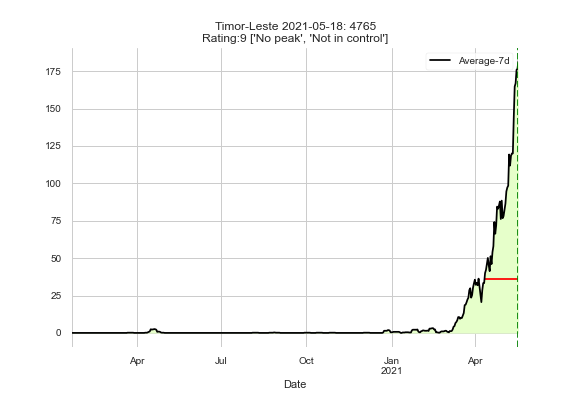 Timor-Leste 2021-05-18: 4765
Rating:9 ['No peak', 'Not in control']
Average-7d
175
150
125
100
75
50
25
0
Apr
Jul
Oct
Jan
2021
Apr
Date